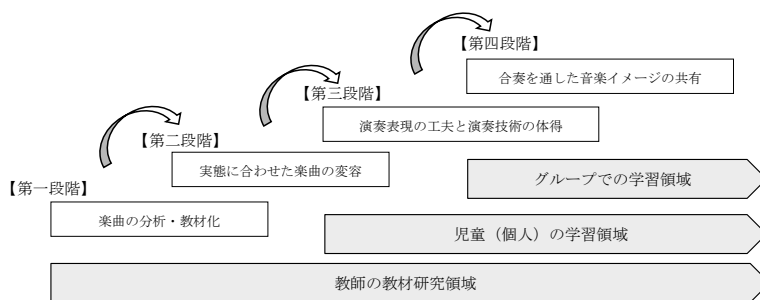 【第四段階】
合奏を通した音楽イメージの共有
【第三段階】
演奏表現の工夫と演奏技術の体得
【第二段階】
実態に合わせた楽曲の変容
【第一段階】
楽曲の分析・教材化
グループでの学習領域
児童（個人）の学習領域
教師の教材研究領域